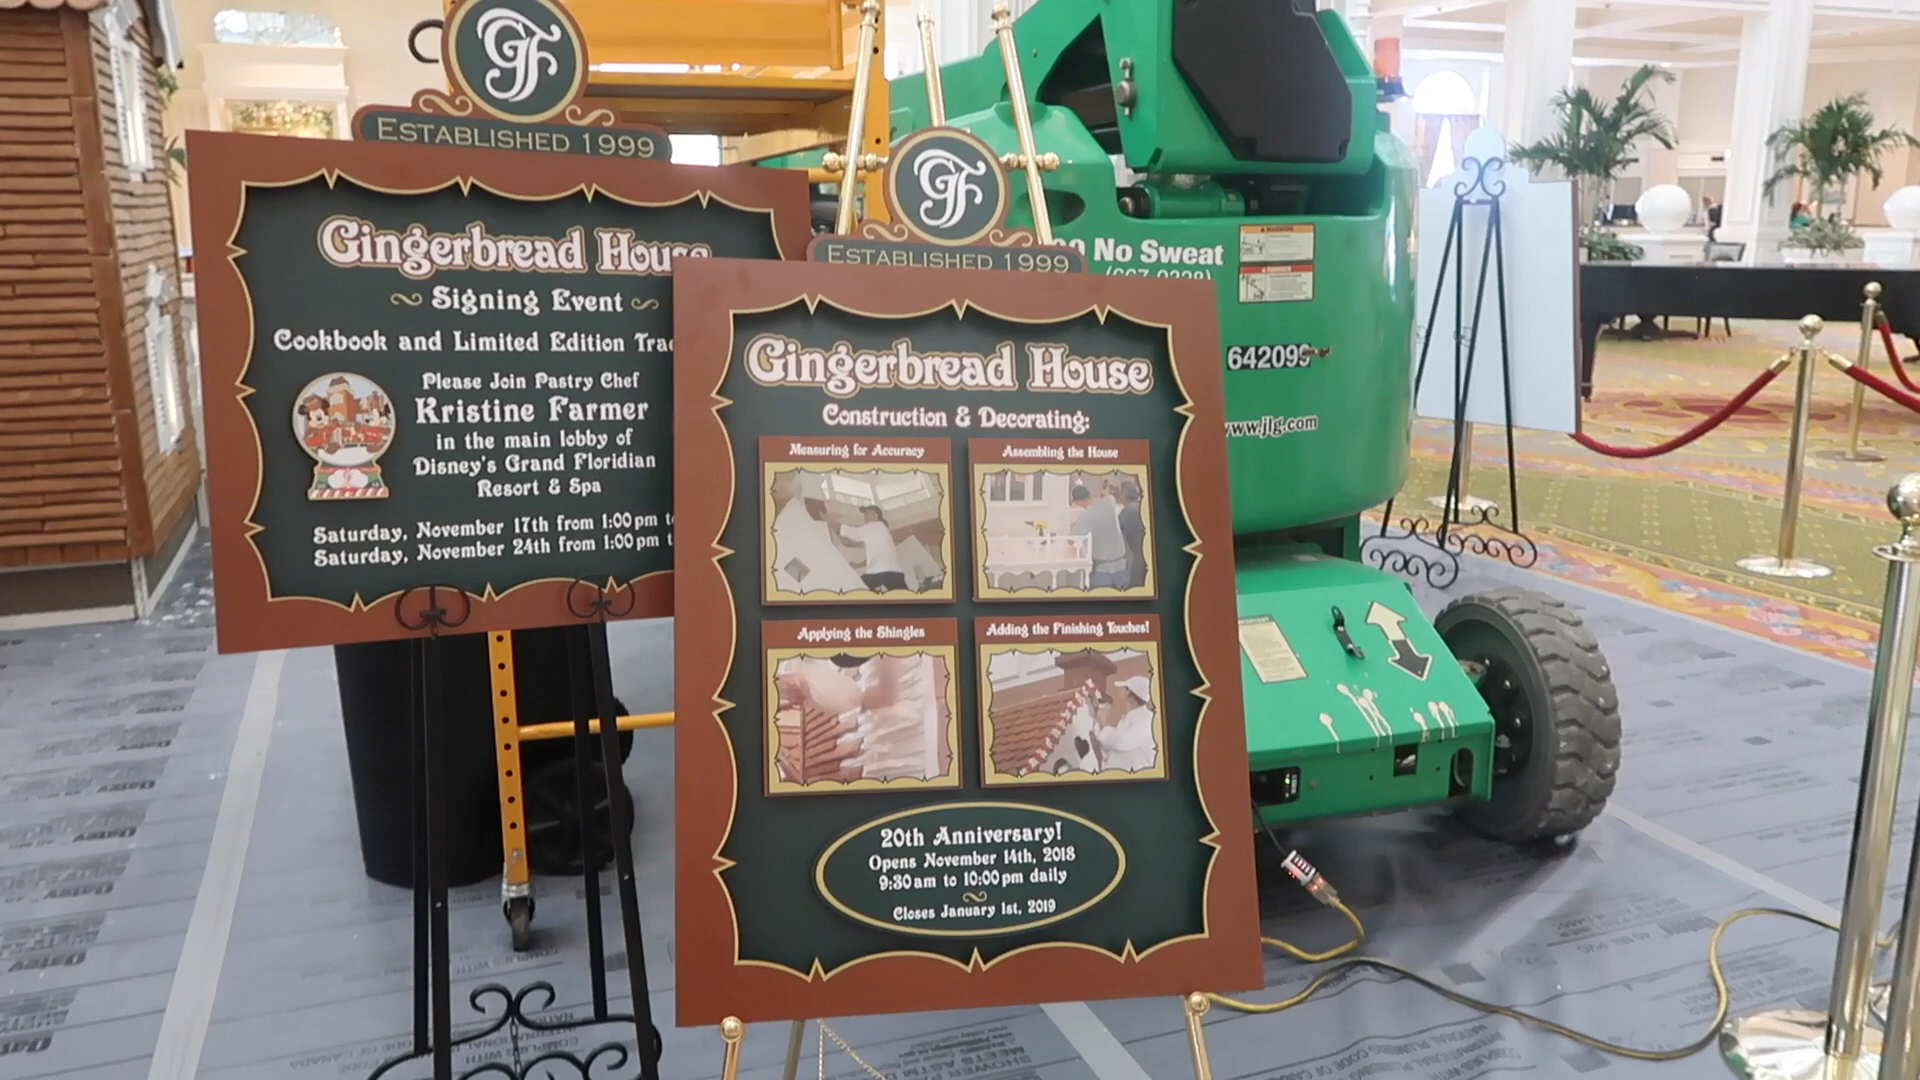 GF
ESTABLISHED 1999
Gingerbread House
Signing Event
Cookbook and Limited Edition
Please Join Pastry Chef
Kristine Farmer
in the main lobby of
Disney's Grand Floridian
Resort & Spa
Saturday, November 17th from 1:00pm
Saturday, November 24th from 1:00pm
GF
ESTABLISHED 1999
Gingerbread House
Construction & Decorating:
Measuring for Accuracy
Assembling the House
Applying the Shingles
Adding the Finishing Touches!
20th Anniversary!
Opens November 14th, 2018
9:30am to 10:00pm daily
Closes January 1st, 2019
No Sweat
642099
www.jlg.com